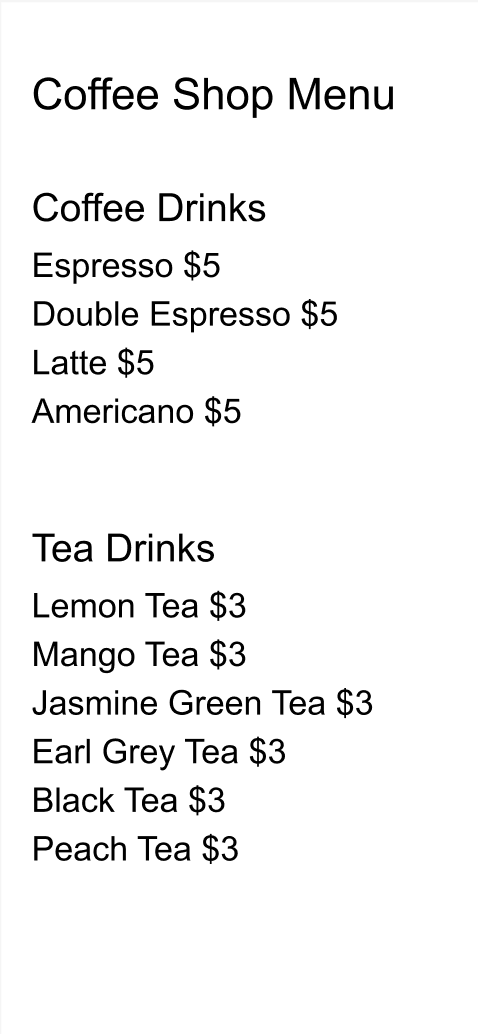 Coffee Shop Menu
Coffee Drinks
Espresso $5
Double Espresso $5
Latte $5
Americano $5
Tea Drinks
Lemon Tea $3
Mango Tea $3
Jasmine Green Tea $3
Earl Grey Tea $3
Black Tea $3
Peach Tea $3